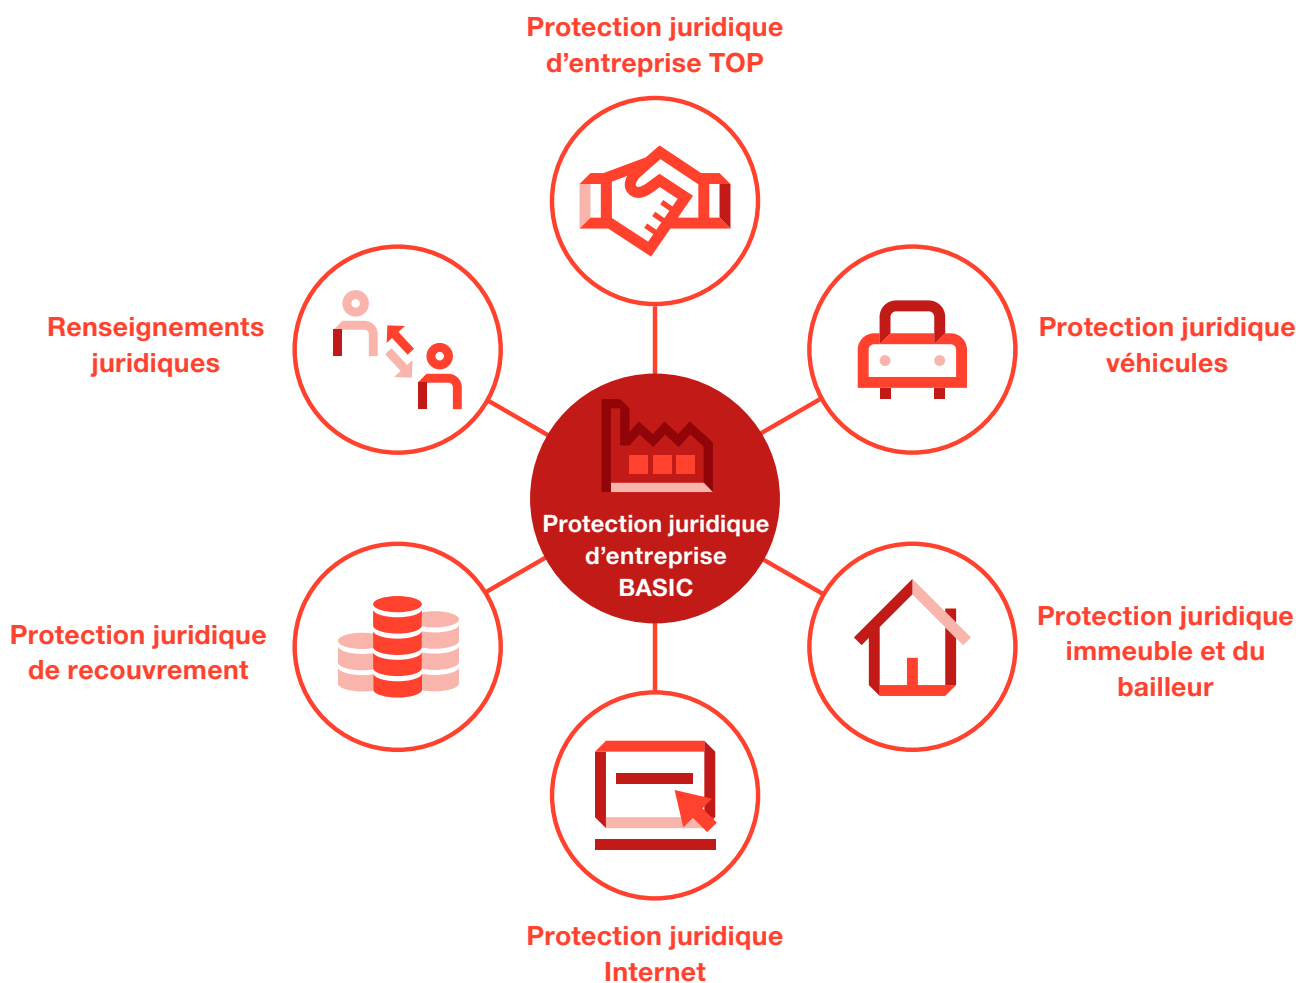 Protection juridique
d’entreprise TOP
Renseignements
juridiques
Protection juridique
véhicules
Protection juridique
d’entreprise
BASIC
Protection juridique
de recouvrement
Protection juridique
immeuble et du
bailleur
Protection juridique
Internet